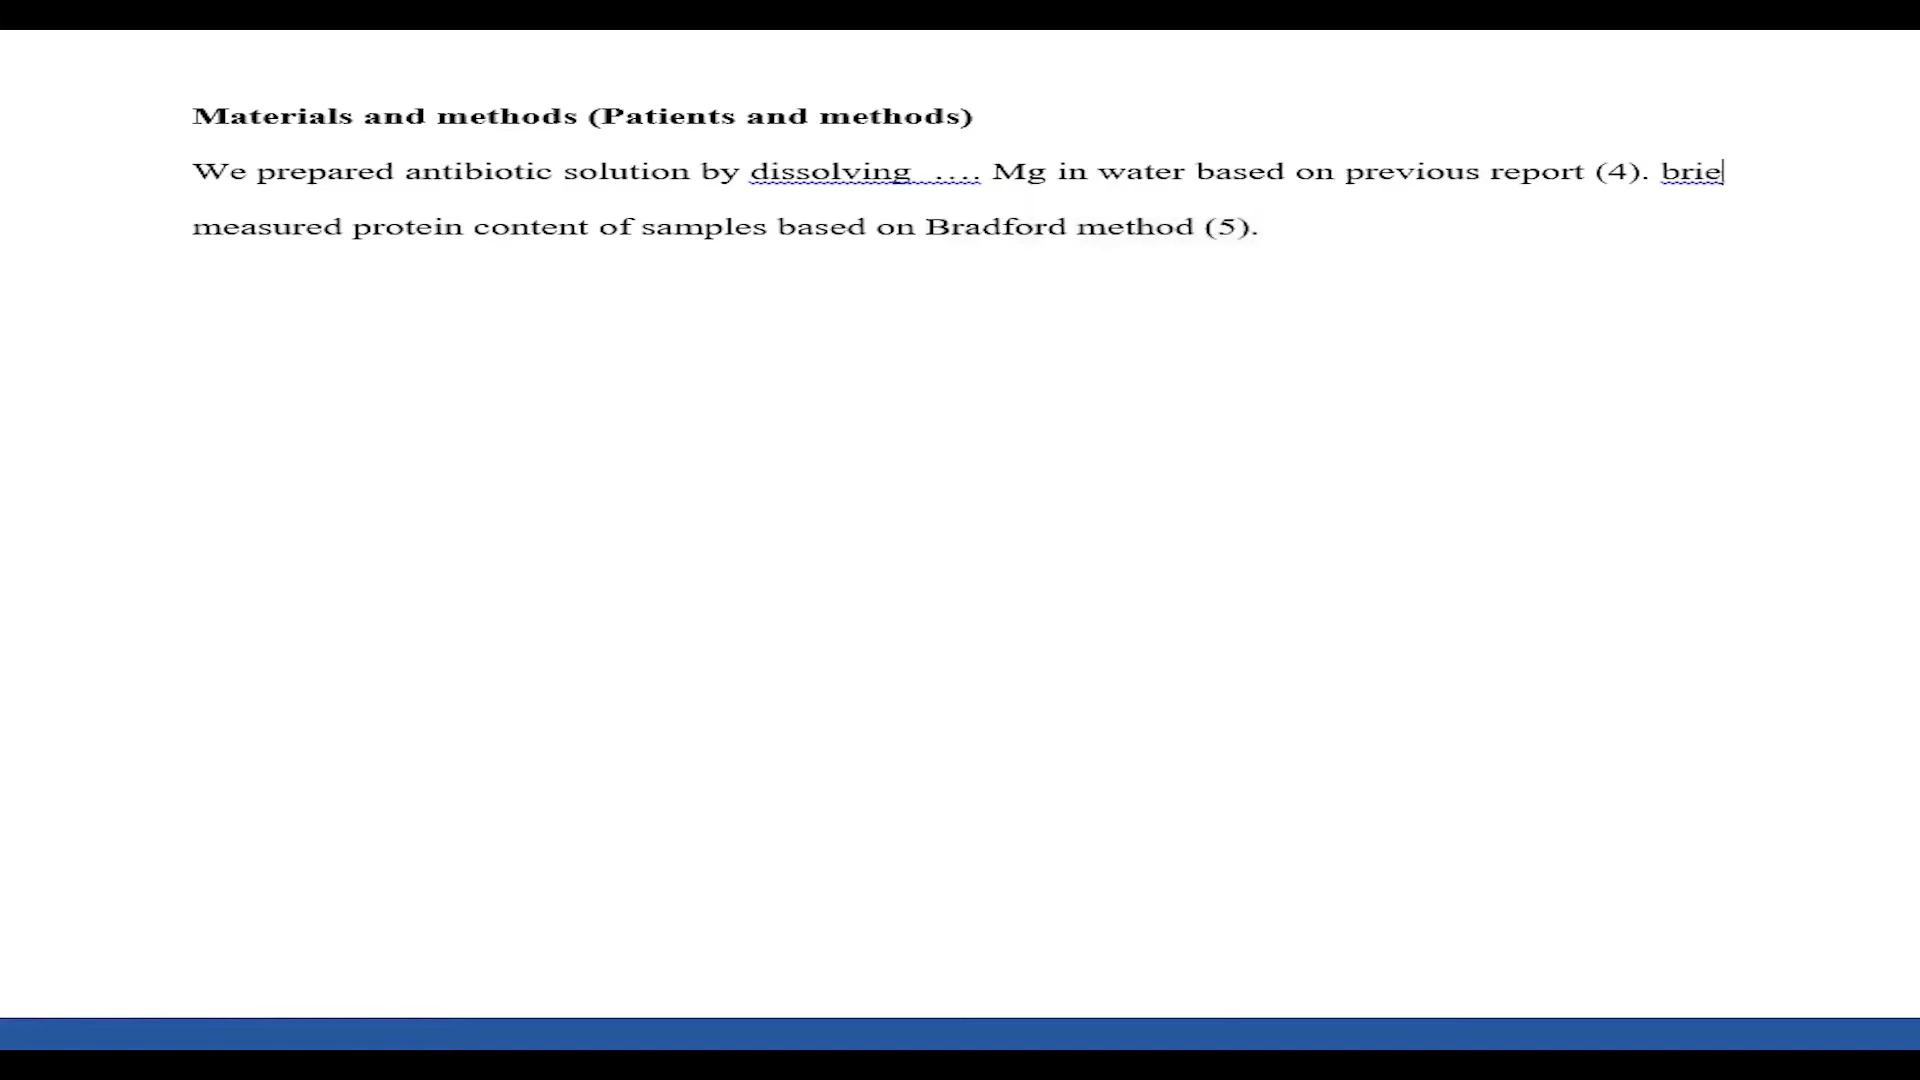 Materials and methods (Patients and methods)
We prepared antibiotic solution by dissolving .... Mg in water based on previous report (4). brie
measured protein content of samples based on Bradford method (5).